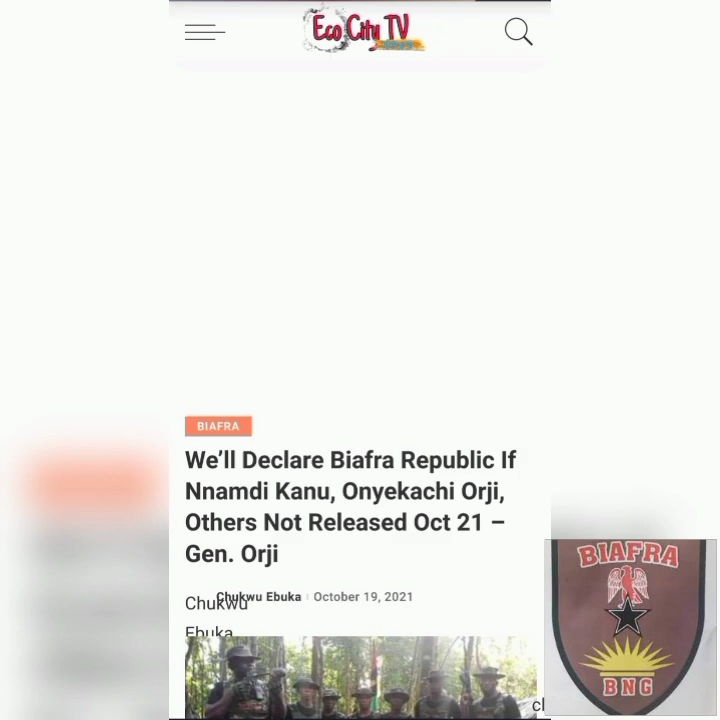 Eco City TV
BIAFRA
We'll Declare Biafra Republic If
Nnamdi Kanu, Onyekachi Orji,
Others Not Released Oct 21 –
Gen. Orji
Chukwu Ebuka October 19, 2021
Chukwu
Ebuka
cl
BIAFRA
BNG